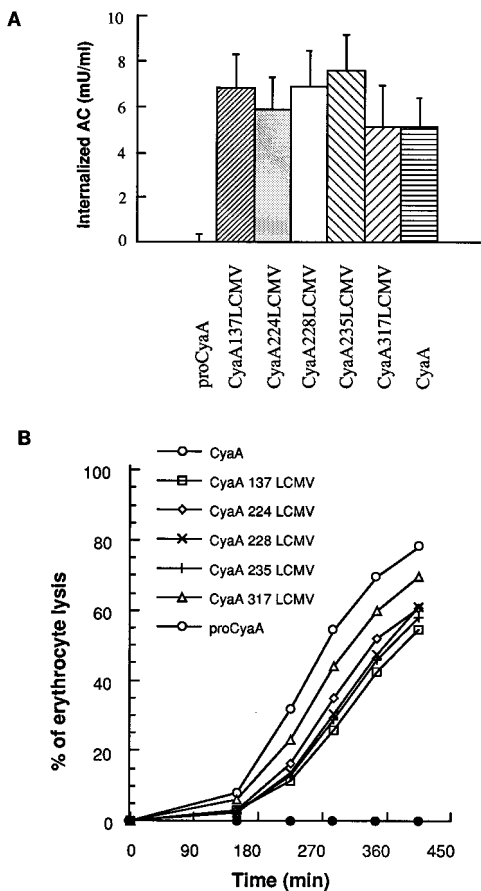 A
Internalized AC (mU/ml)
10
8
6
4
2
0
proCyaA
CyaA137LCMV
CyaA224LCMV
CyaA228LCMV
CyaA235LCMV
CyaA317LCMV
CyaA
B
CyaA
CyaA 137 LCMV
CyaA 224 LCMV
CyaA 228 LCMV
CyaA 235 LCMV
CyaA 317 LCMV
proCyaA
% of erythrocyte lysis
100
80
60
40
20
0
0 90 180 270 360 450
Time (min)